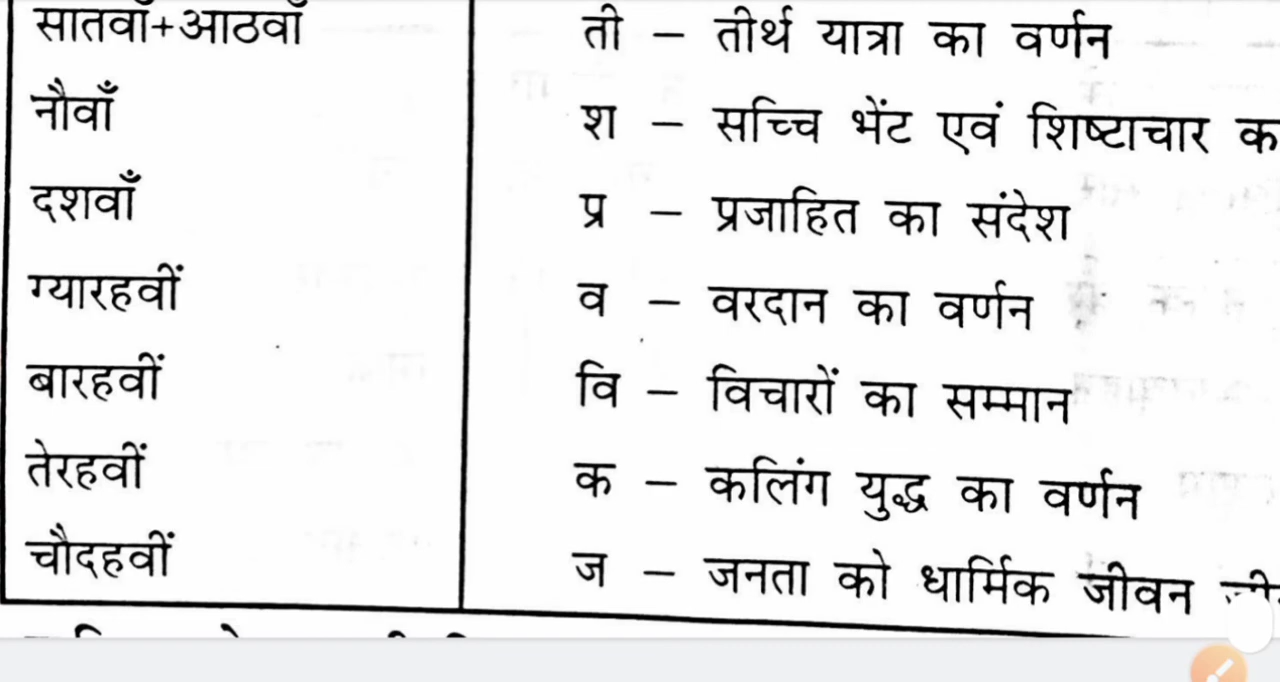 सातवाँ+आठवाँ ती – तीर्थ यात्रा का वर्णन
नौवाँ श – सच्चि भेंट एवं शिष्टाचार क
दशवाँ प्र – प्रजाहित का संदेश
ग्यारहवीं व – वरदान का वर्णन
बारहवीं वि – विचारों का सम्मान
तेरहवीं क – कलिंग युद्ध का वर्णन
चौदहवीं ज – जनता को धार्मिक जीवन